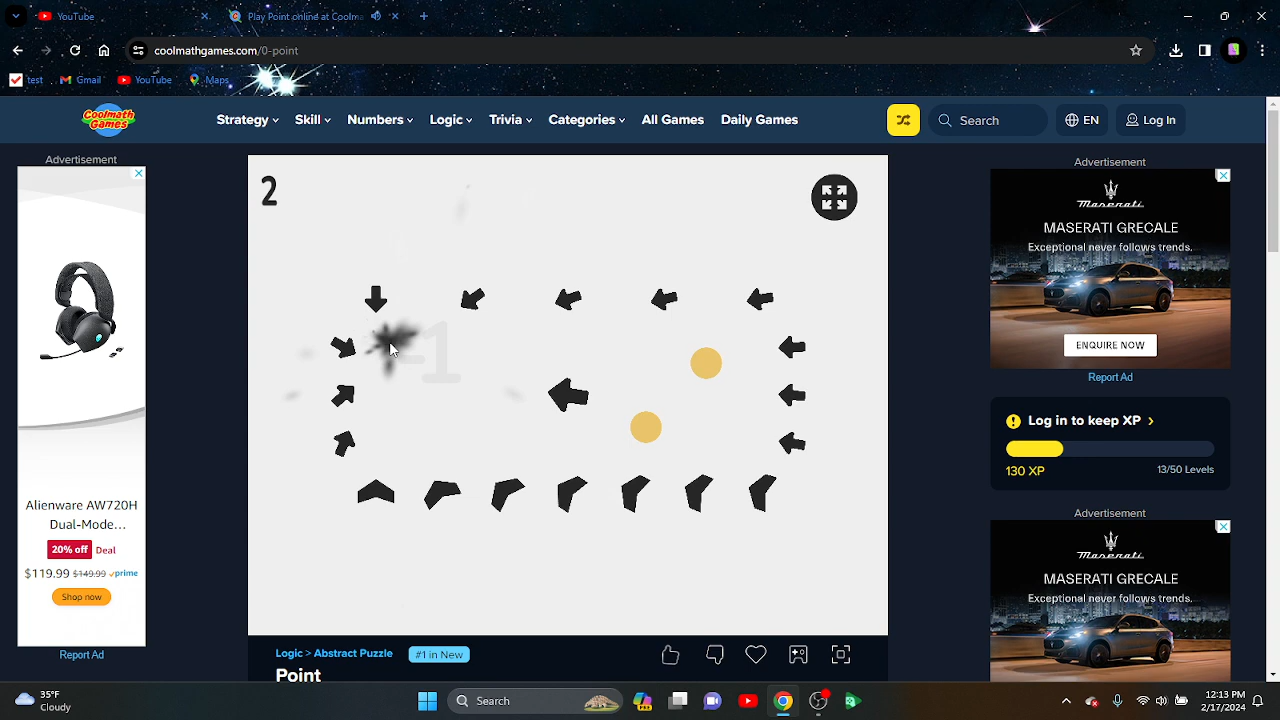 YouTube
Play Point online at Coolma
coolmathgames.com/0-point
test
Gmail
YouTube
Maps
Coolmath Games
Strategy
Skill
Numbers
Logic
Trivia
Categories
All Games
Daily Games
Search
EN
Log In
Advertisement
Alienware AW720H
Dual-Mode...
20% off
Deal
$119.99
$149.99
prime
Shop now
Report Ad
2
-1
Logic > Abstract Puzzle
#1 in New
Point
Advertisement
Maserati
MASERATI GRECALE
Exceptional never follows trends.
ENQUIRE NOW
Report Ad
Log in to keep XP
130 XP
13/50 Levels
Advertisement
Maserati
MASERATI GRECALE
Exceptional never follows trends.
35°F
Cloudy
Search
12:13 PM
2/17/2024